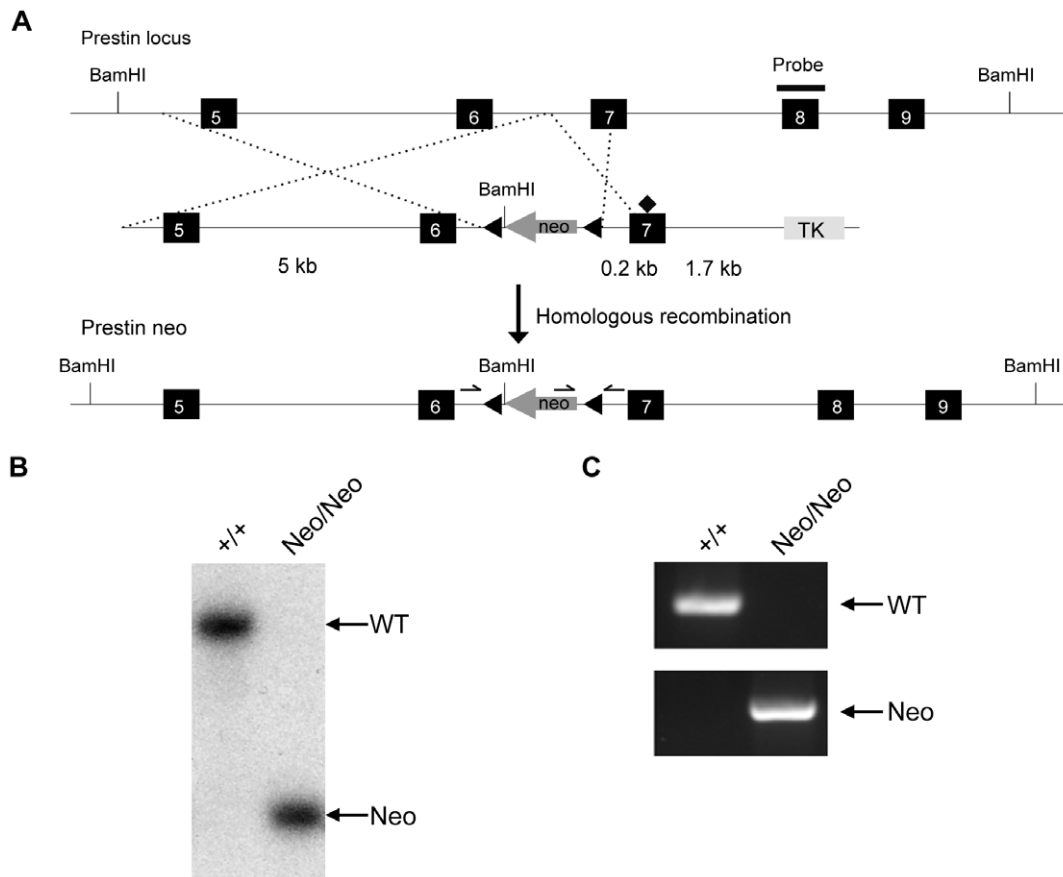 A
Prestin locus
BamHI
Probe
BamHI
5 6 7 8 9
BamHI
5 6 neo 7 TK
5 kb 0.2 kb 1.7 kb
Homologous recombination
Prestin neo
BamHI BamHI BamHI
5 6 neo 7 8 9
B
+/+ Neo/Neo
WT
Neo
C
+/+ Neo/Neo
WT
Neo